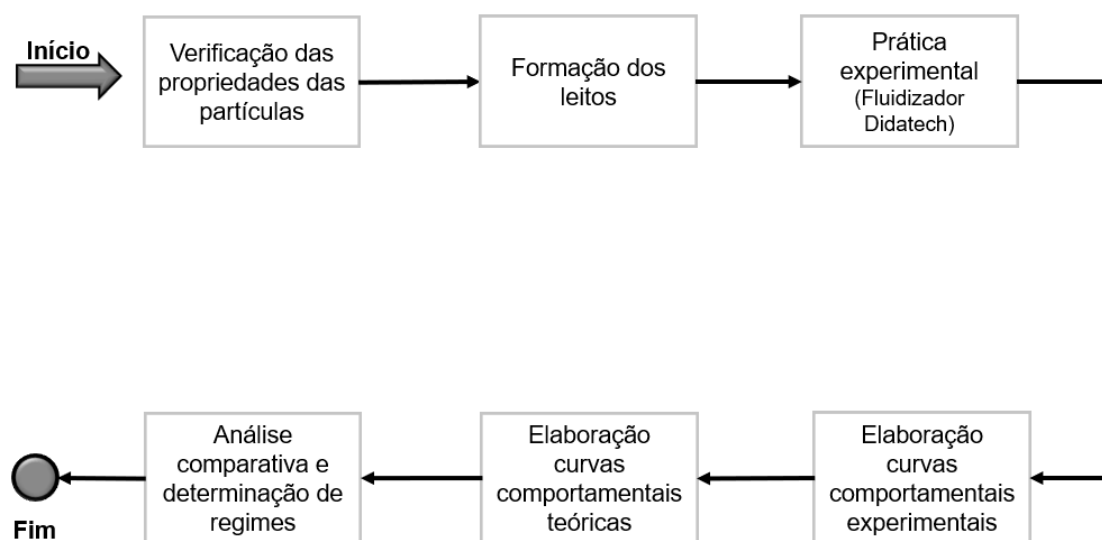 Início
Verificação das
propriedades das
partículas
Formação dos
leitos
Prática
experimental
(Fluidizador
Didatech)
Análise
comparativa e
determinação de
regimes
Elaboração
curvas
comportamentais
teóricas
Elaboração
curvas
comportamentais
experimentais
Fim